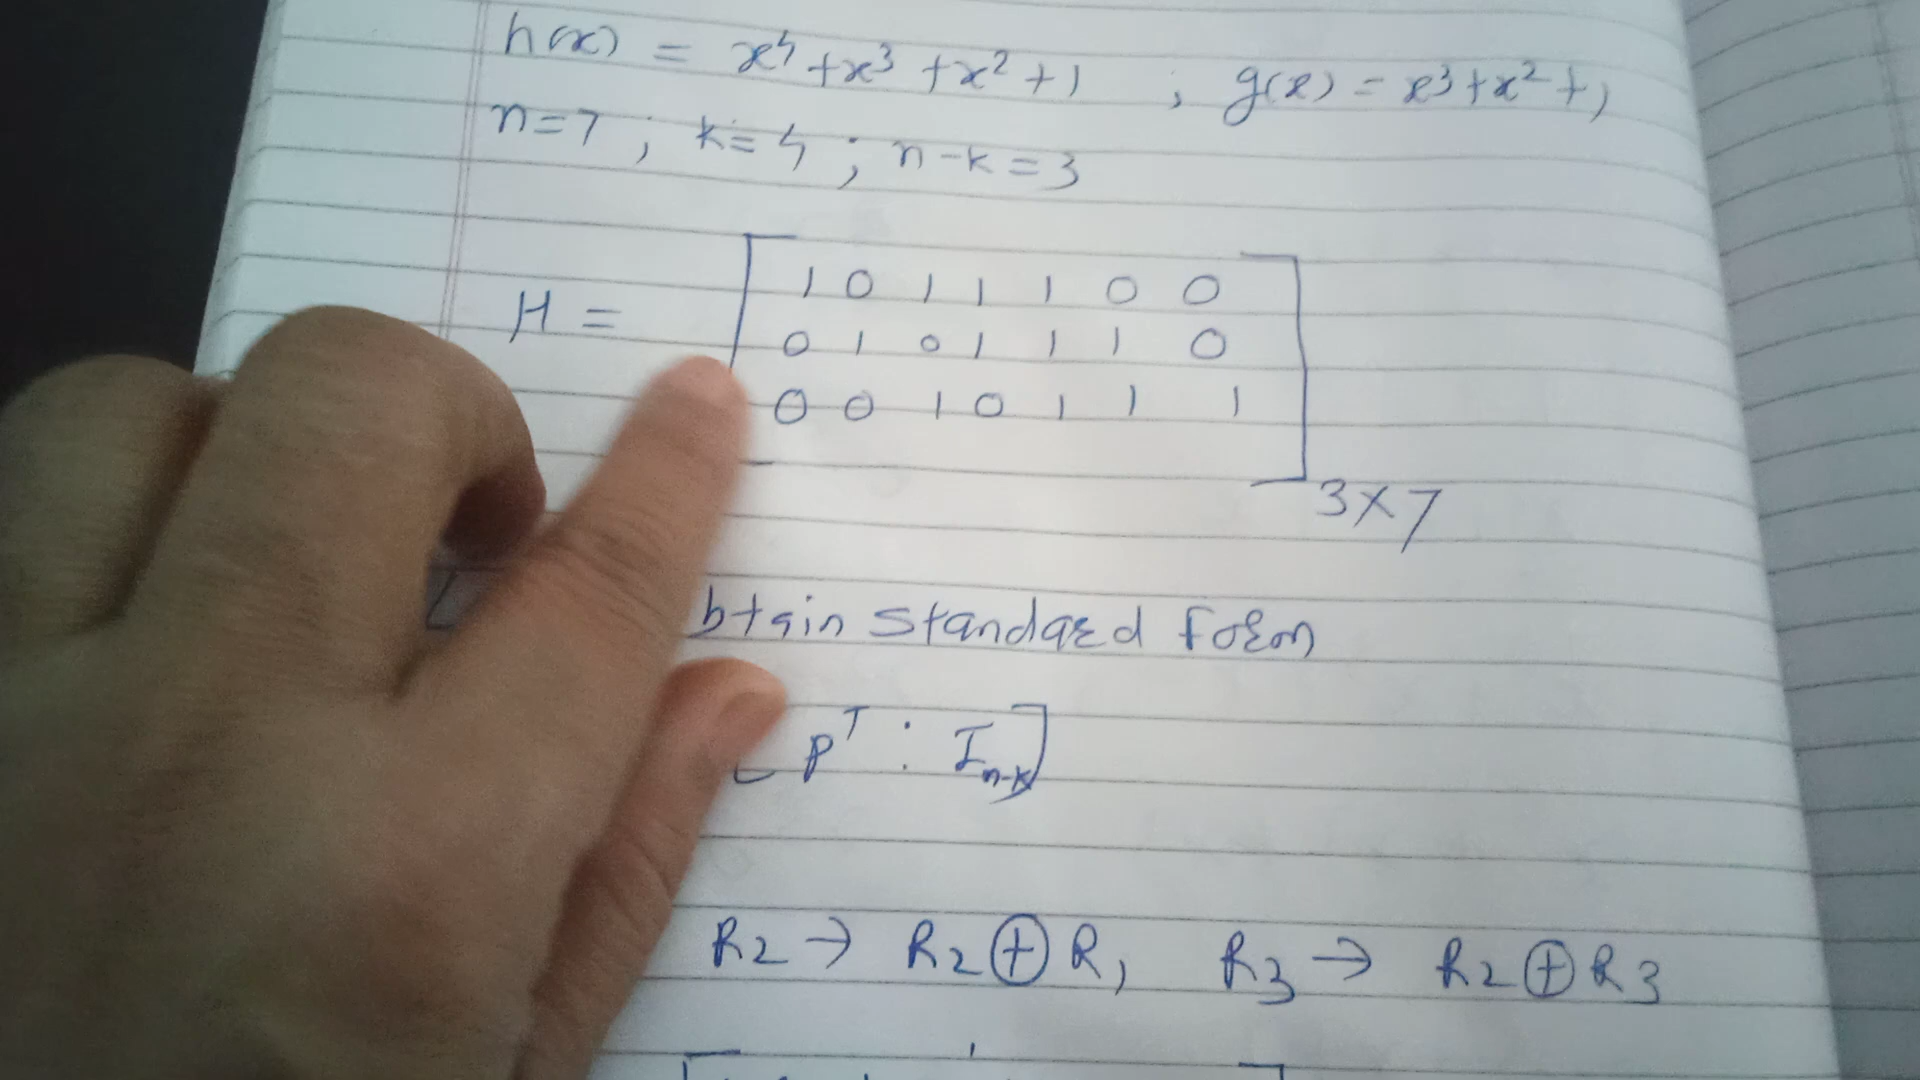 h(x) = x⁴ + x³ + x² + 1 ; g(x) = x³ + x² + 1
n = 7 ; k = 4 ; n - k = 3
H = [ 1 0 1 1 1 0 0
0 1 0 1 1 1 0
0 0 1 0 1 1 1 ] 3×7
btain standard form
[ Pᵀ : I n-k ]
R2 → R2 ⊕ R1 R3 → R2 ⊕ R3